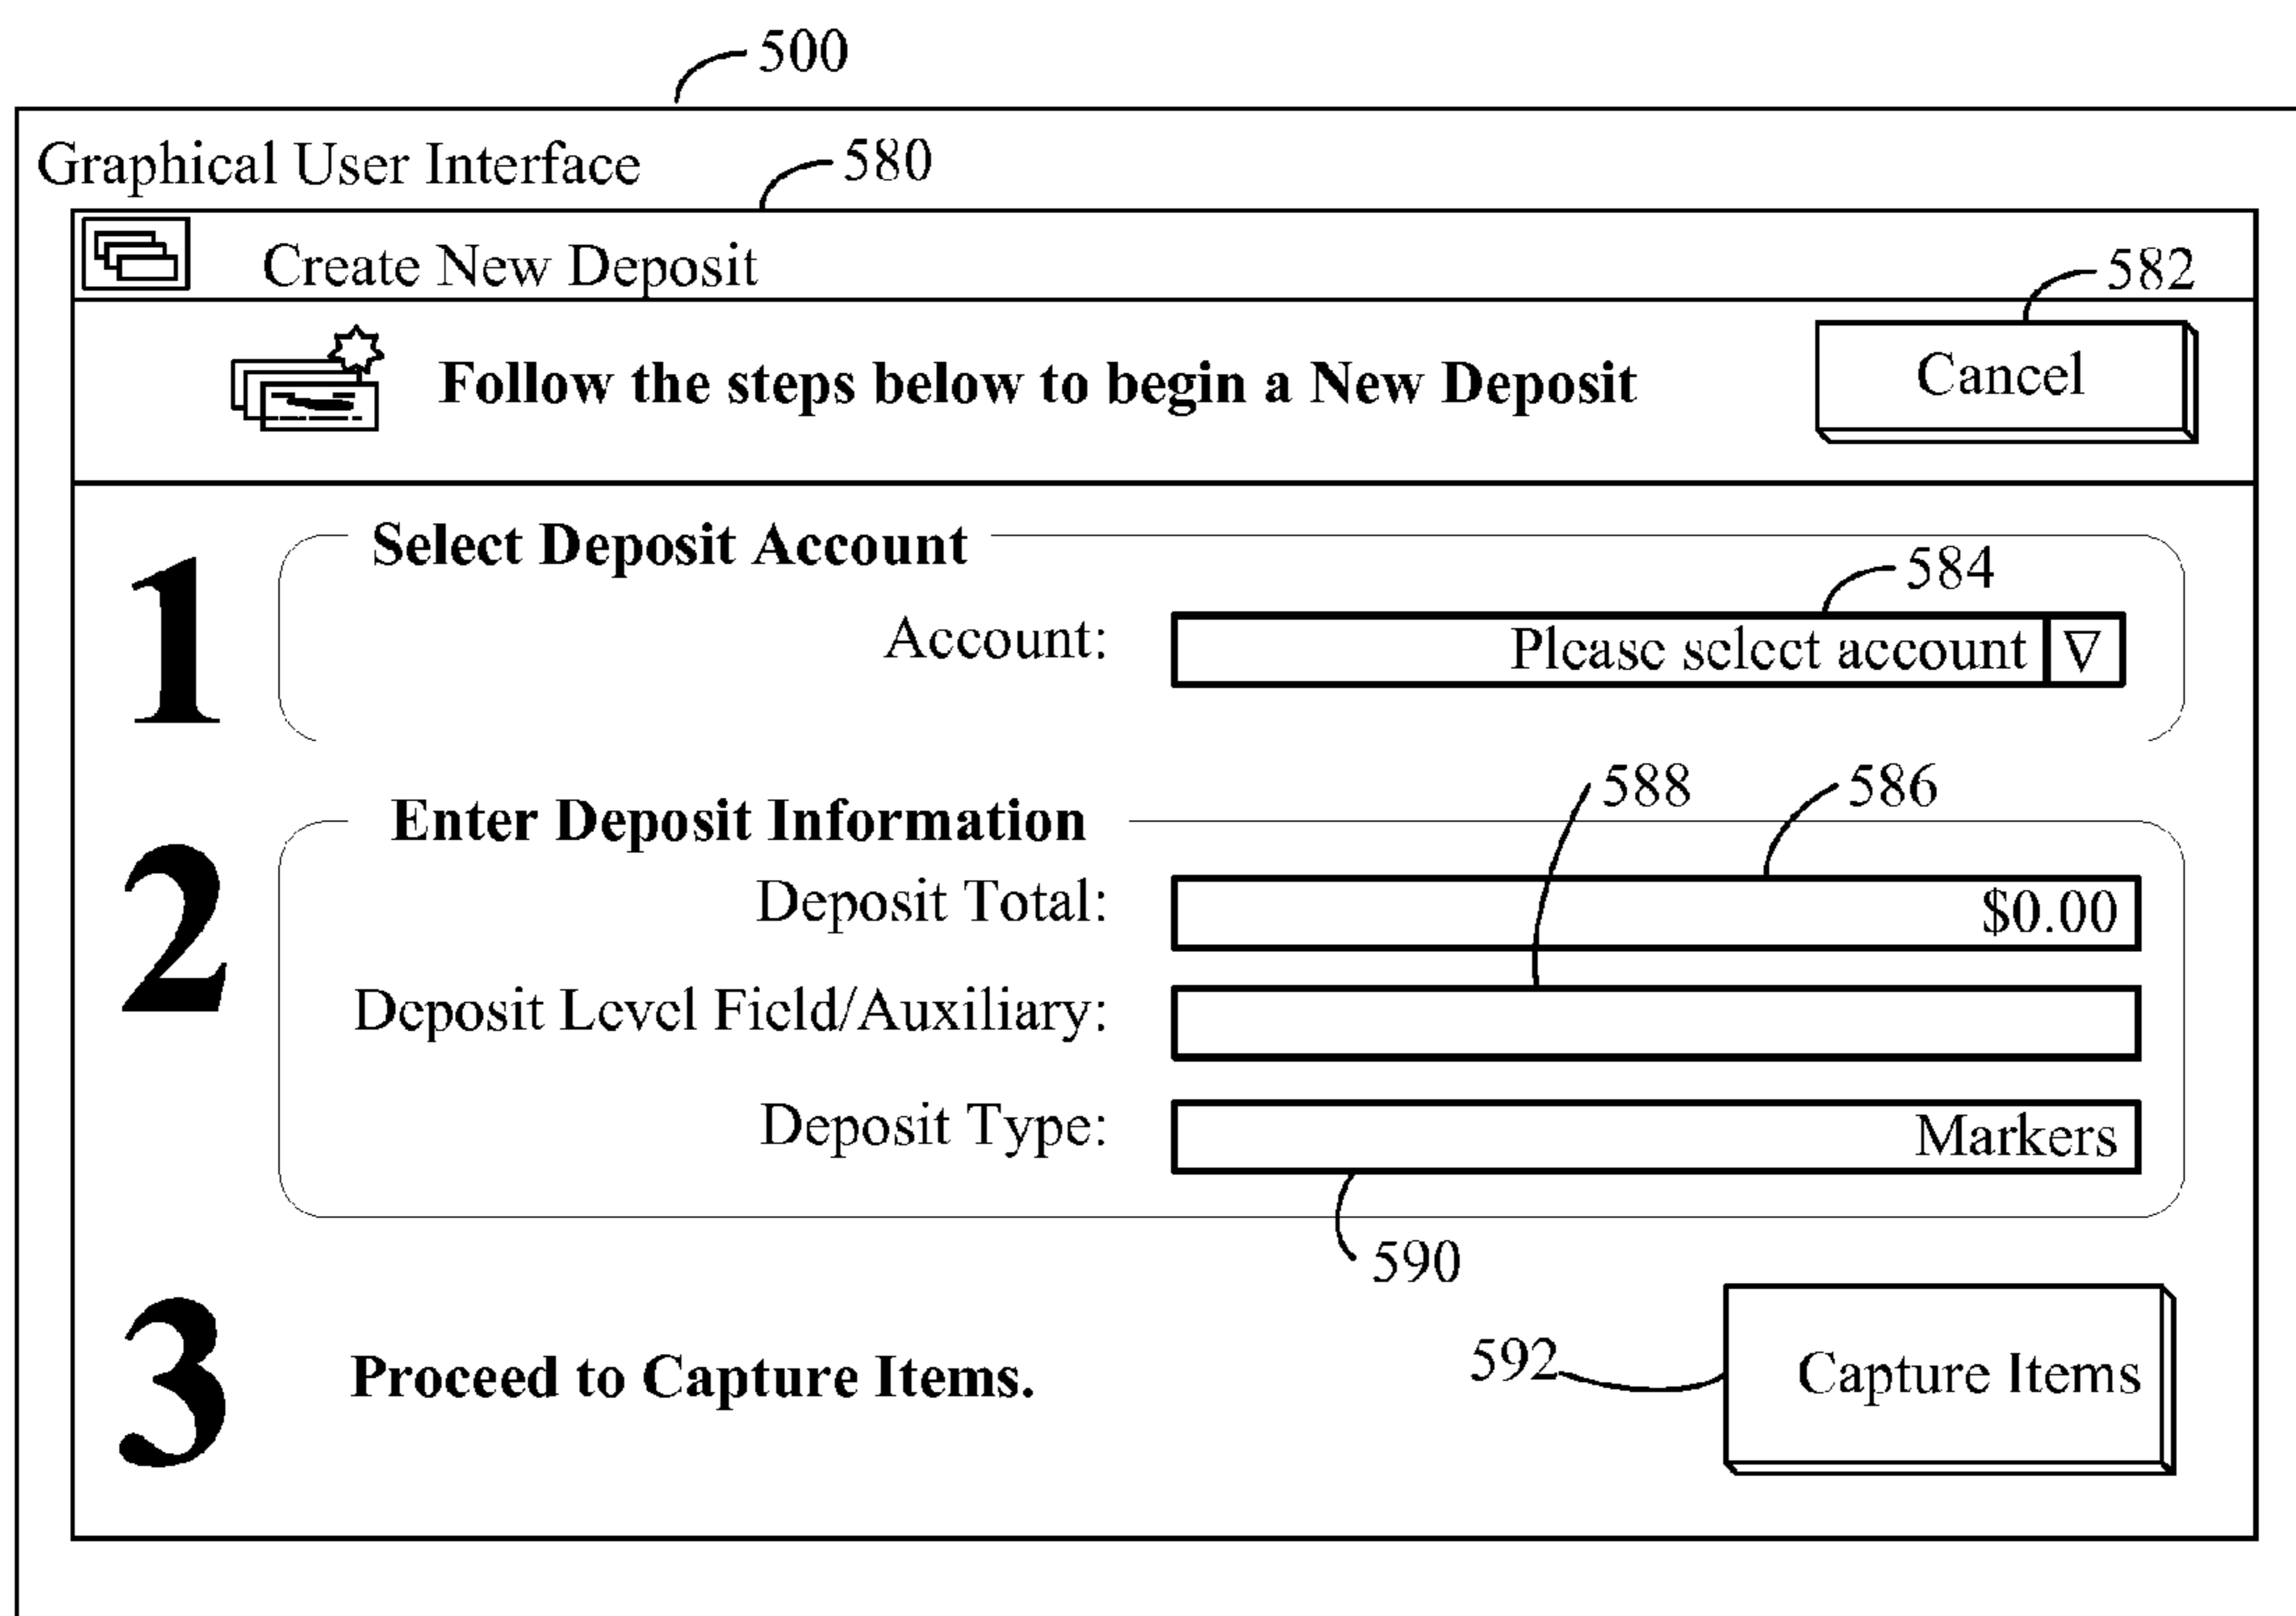 500
Graphical User Interface
580
Create New Deposit
582
Follow the steps below to begin a New Deposit
Cancel
1
Select Deposit Account
584
Account:
Please select account
588
586
2
Enter Deposit Information
Deposit Total:
$0.00
Deposit Level Field/Auxiliary:
Deposit Type:
Markers
590
3
Proceed to Capture Items.
592
Capture Items